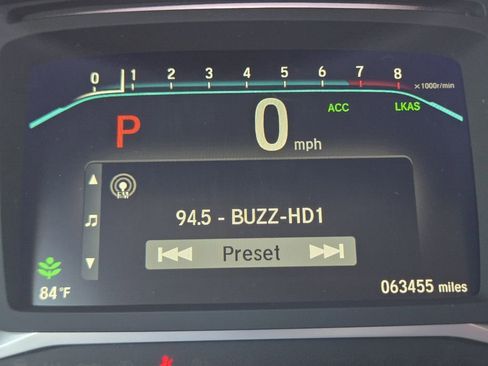 0 1 2 3 4 5 6 7 8
×1000r/min
ACC LKAS
P 0 mph
FM
94.5 - BUZZ-HD1
Preset
84°F
063455 miles